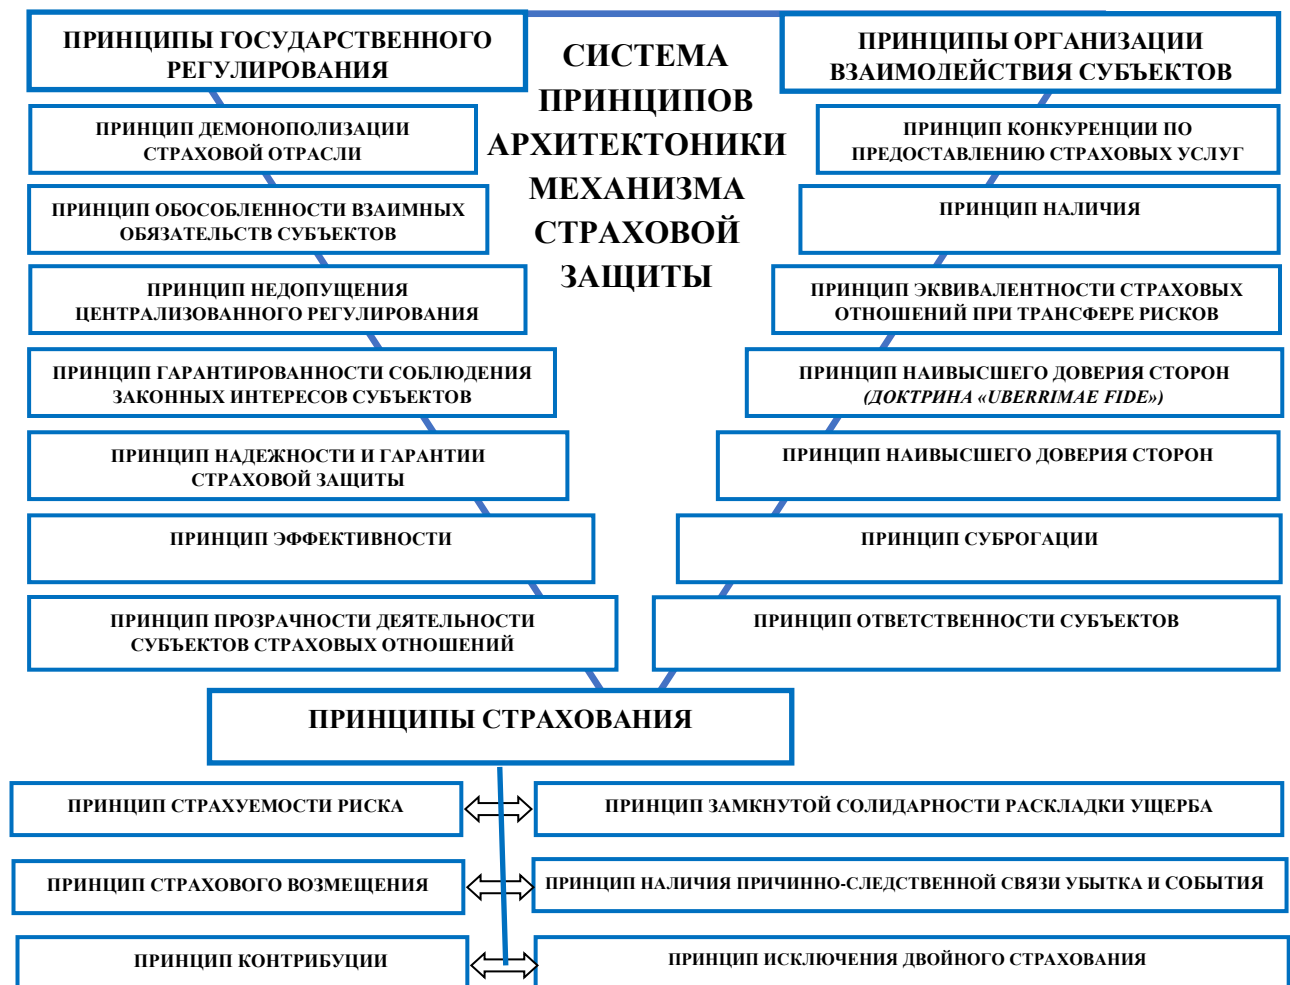 ПРИНЦИПЫ ГОСУДАРСТВЕННОГО
РЕГУЛИРОВАНИЯ
СИСТЕМА
ПРИНЦИПОВ
АРХИТЕКТОНИКИ
МЕХАНИЗМА
СТРАХОВОЙ
ЗАЩИТЫ
ПРИНЦИПЫ ОРГАНИЗАЦИИ
ВЗАИМОДЕЙСТВИЯ СУБЪЕКТОВ
ПРИНЦИП ДЕМОНОПОЛИЗАЦИИ
СТРАХОВОЙ ОТРАСЛИ
ПРИНЦИП ОБОСОБЛЕННОСТИ ВЗАИМНЫХ
ОБЯЗАТЕЛЬСТВ СУБЪЕКТОВ
ПРИНЦИП НЕДОПУЩЕНИЯ
ЦЕНТРАЛИЗОВАННОГО РЕГУЛИРОВАНИЯ
ПРИНЦИП ГАРАНТИРОВАННОСТИ СОБЛЮДЕНИЯ
ЗАКОННЫХ ИНТЕРЕСОВ СУБЪЕКТОВ
ПРИНЦИП НАДЕЖНОСТИ И ГАРАНТИИ
СТРАХОВОЙ ЗАЩИТЫ
ПРИНЦИП ЭФФЕКТИВНОСТИ
ПРИНЦИП ПРОЗРАЧНОСТИ ДЕЯТЕЛЬНОСТИ
СУБЪЕКТОВ СТРАХОВЫХ ОТНОШЕНИЙ
ПРИНЦИП КОНКУРЕНЦИИ ПО
ПРЕДОСТАВЛЕНИЮ СТРАХОВЫХ УСЛУГ
ПРИНЦИП НАЛИЧИЯ
ПРИНЦИП ЭКВИВАЛЕНТНОСТИ СТРАХОВЫХ
ОТНОШЕНИЙ ПРИ ТРАНСФЕРЕ РИСКОВ
ПРИНЦИП НАИВЫСШЕГО ДОВЕРИЯ СТОРОН
(ДОКТРИНА «UBERRIMAE FIDE»)
ПРИНЦИП НАИВЫСШЕГО ДОВЕРИЯ СТОРОН
ПРИНЦИП СУБРОГАЦИИ
ПРИНЦИП ОТВЕТСТВЕННОСТИ СУБЪЕКТОВ
ПРИНЦИПЫ СТРАХОВАНИЯ
ПРИНЦИП СТРАХУЕМОСТИ РИСКА
ПРИНЦИП ЗАМКНУТОЙ СОЛИДАРНОСТИ РАСКЛАДКИ УЩЕРБА
ПРИНЦИП СТРАХОВОГО ВОЗМЕЩЕНИЯ
ПРИНЦИП НАЛИЧИЯ ПРИЧИННО-СЛЕДСТВЕННОЙ СВЯЗИ УБЫТКА И СОБЫТИЯ
ПРИНЦИП КОНТРИБУЦИИ
ПРИНЦИП ИСКЛЮЧЕНИЯ ДВОЙНОГО СТРАХОВАНИЯ